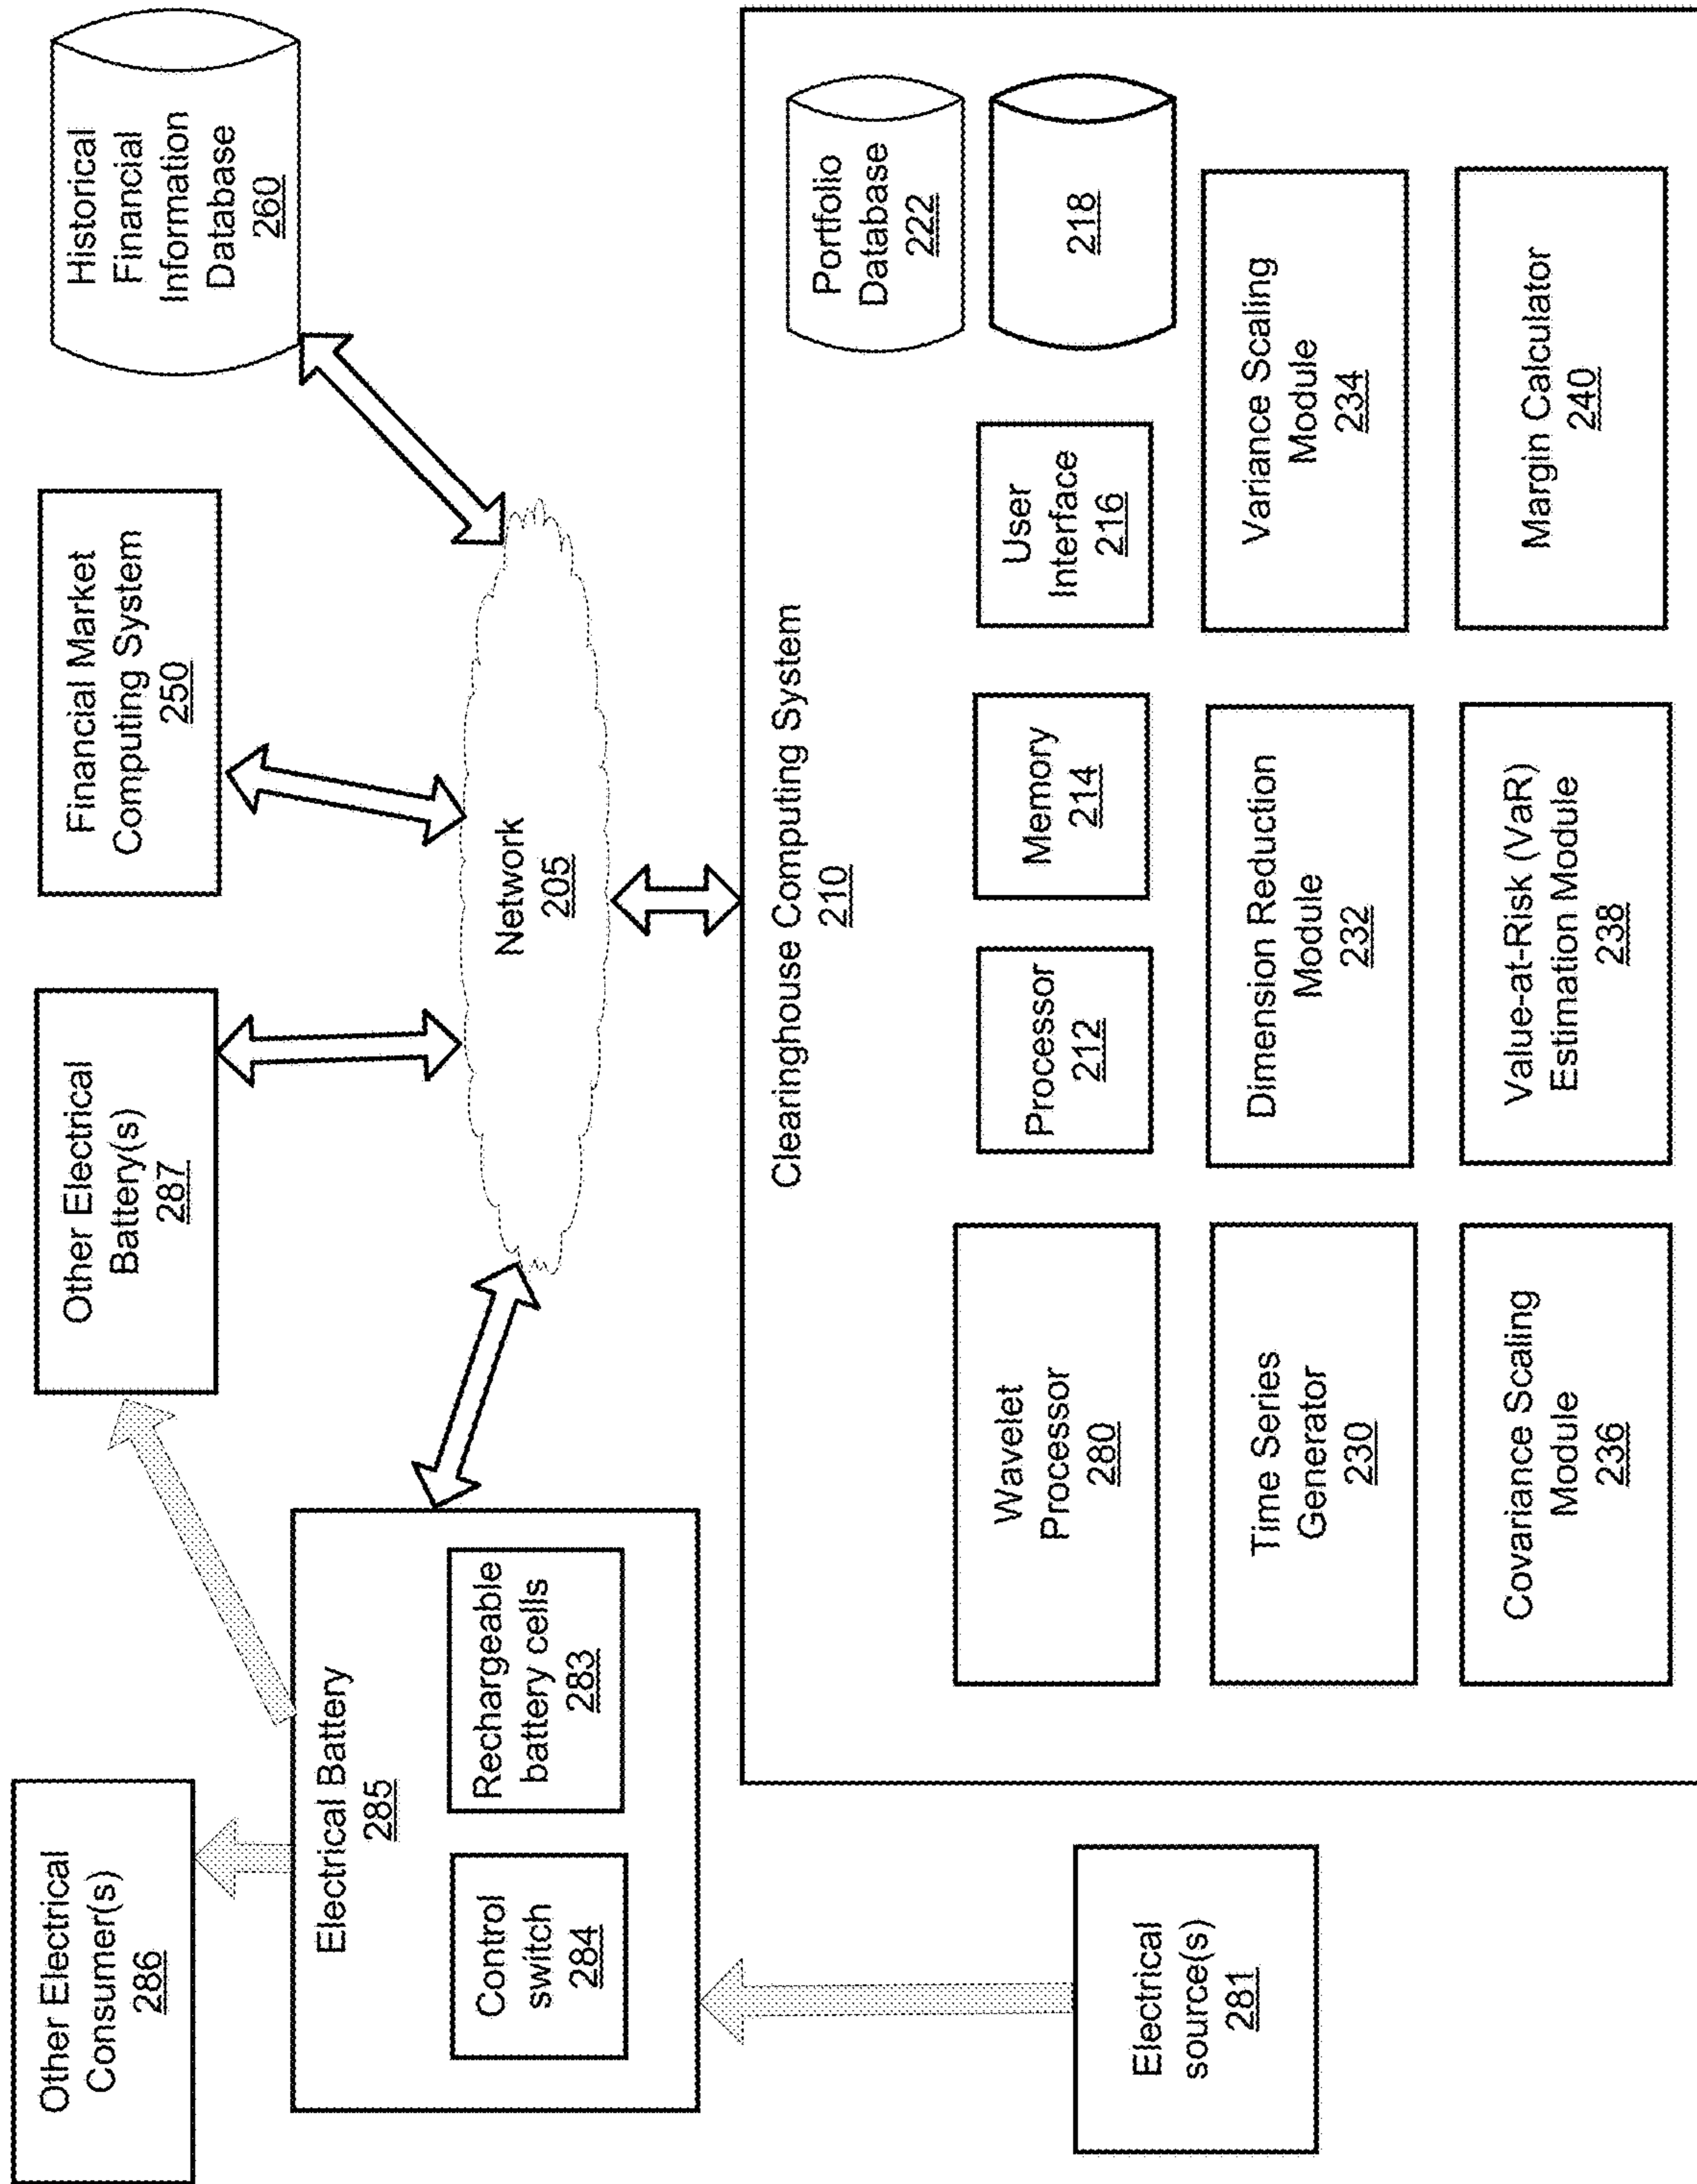 Other Electrical
Consumer(s)
286
Other Electrical
Battery(s)
287
Financial Market
Computing System
250
Historical
Financial
Information
Database
260
Electrical Battery
285
Control
switch
284
Rechargeable
battery cells
283
Network
205
Electrical
source(s)
281
Clearinghouse Computing System
210
Portfolio
Database
222
Wavelet
Processor
280
Processor
212
Memory
214
User
Interface
216
218
Time Series
Generator
230
Dimension Reduction
Module
232
Variance Scaling
Module
234
Covariance Scaling
Module
236
Value-at-Risk (VaR)
Estimation Module
238
Margin Calculator
240